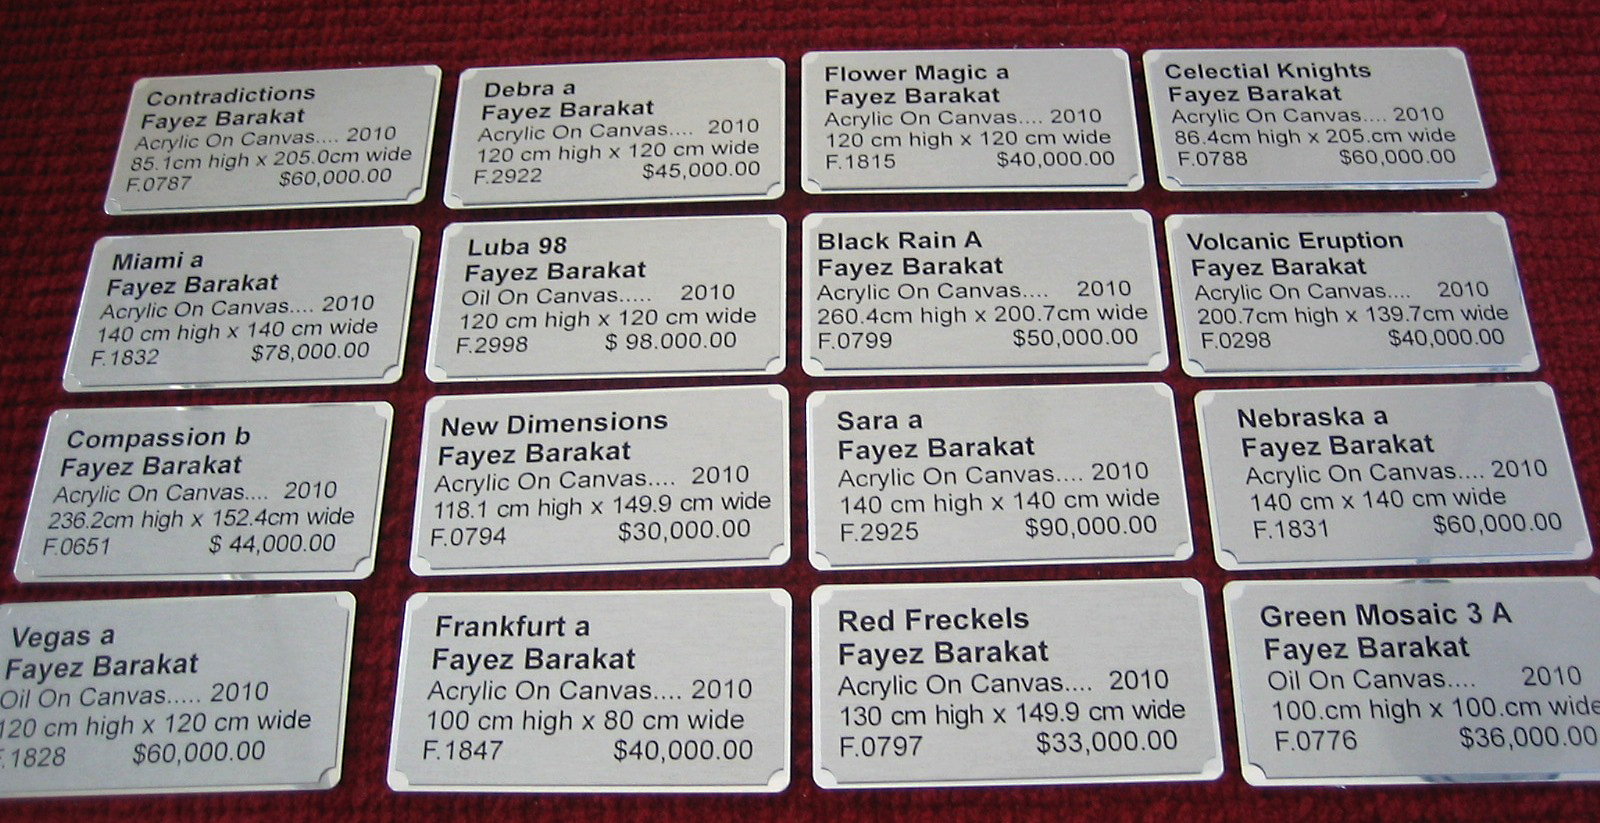 Contradictions
Fayez Barakat
Acrylic On Canvas.... 2010
85.1cm high x 205.0cm wide
F.0787 $60,000.00
Debra a
Fayez Barakat
Acrylic On Canvas.... 2010
120 cm high x 120 cm wide
F.2922 $45,000.00
Flower Magic a
Fayez Barakat
Acrylic On Canvas.... 2010
120 cm high x 120 cm wide
F.1815 $40,000.00
Celectial Knights
Fayez Barakat
Acrylic On Canvas.... 2010
86.4cm high x 205.cm wide
F.0788 $60,000.00
Miami a
Fayez Barakat
Acrylic On Canvas.... 2010
140 cm high x 140 cm wide
F.1832 $78,000.00
Luba 98
Fayez Barakat
Oil On Canvas..... 2010
120 cm high x 120 cm wide
F.2998 $ 98.000.00
Black Rain A
Fayez Barakat
Acrylic On Canvas.... 2010
260.4cm high x 200.7cm wide
F.0799 $50,000.00
Volcanic Eruption
Fayez Barakat
Acrylic On Canvas.... 2010
200.7cm high x 139.7cm wide
F.0298 $40,000.00
Compassion b
Fayez Barakat
Acrylic On Canvas.... 2010
236.2cm high x 152.4cm wide
F.0651 $ 44,000.00
New Dimensions
Fayez Barakat
Acrylic On Canvas.... 2010
118.1 cm high x 149.9 cm wide
F.0794 $30,000.00
Sara a
Fayez Barakat
Acrylic On Canvas.... 2010
140 cm high x 140 cm wide
F.2925 $90,000.00
Nebraska a
Fayez Barakat
Acrylic On Canvas.... 2010
140 cm x 140 cm wide
F.1831 $60,000.00
Vegas a
Fayez Barakat
Oil On Canvas..... 2010
120 cm high x 120 cm wide
F.1828 $60,000.00
Frankfurt a
Fayez Barakat
Acrylic On Canvas.... 2010
100 cm high x 80 cm wide
F.1847 $40,000.00
Red Freckels
Fayez Barakat
Acrylic On Canvas.... 2010
130 cm high x 149.9 cm wide
F.0797 $33,000.00
Green Mosaic 3 A
Fayez Barakat
Oil On Canvas.... 2010
100.cm high x 100.cm wide
F.0776 $36,000.00